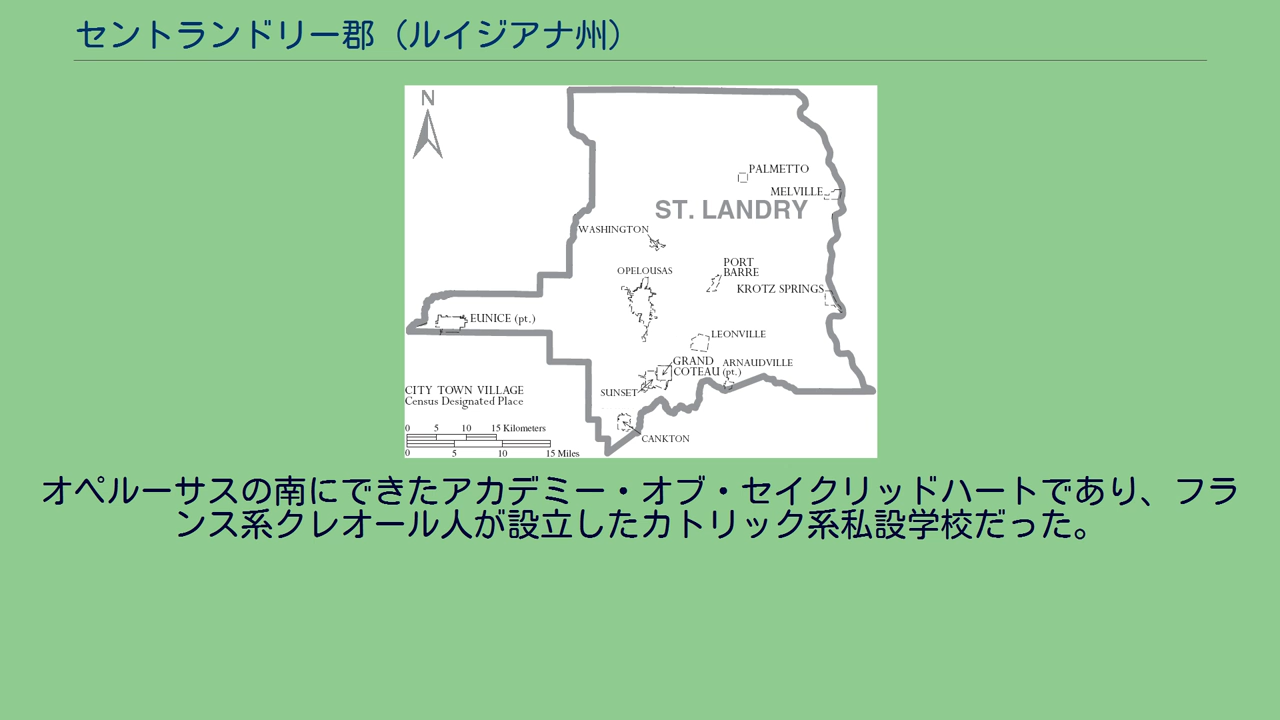 セントランドリー郡（ルイジアナ州）
N
PALMETTO
MELVILLE
ST. LANDRY
WASHINGTON
PORT
BARRE
OPELOUSAS
KROTZ SPRINGS
EUNICE (pt.)
LEONVILLE
GRAND
COTEAU
ARNAUDVILLE
(pt.)
SUNSET
CITY TOWN VILLAGE
Census Designated Place
CANKTON
0 5 10 15 Kilometers
0 5 10 15 Miles
オペルーサスの南にできたアカデミー・オブ・セイクリッドハートであり、フラ
ンス系クレオール人が設立したカトリック系私設学校だった。